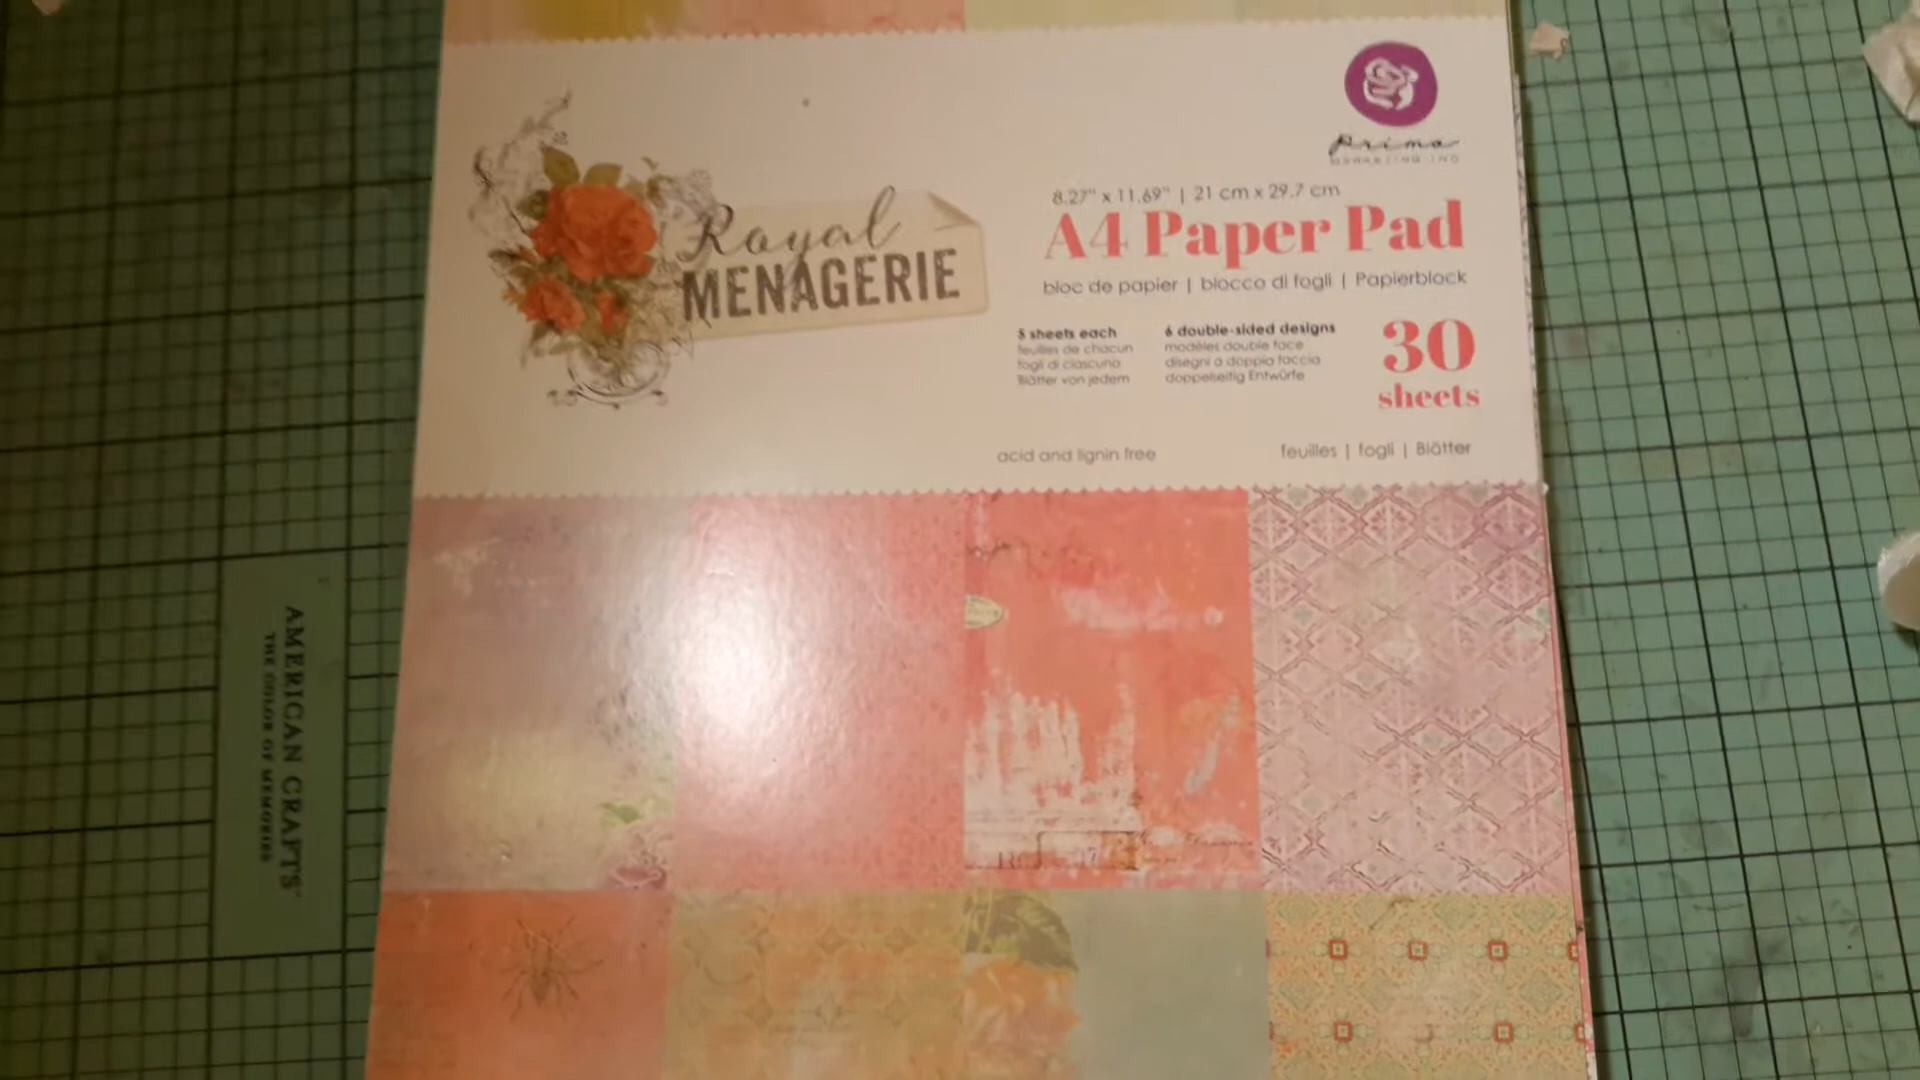 prima
MARKETING INC
8.27" x 11.69" | 21 cm x 29.7 cm
Royal
MENAGERIE
A4 Paper Pad
bloc de papier | blocco di fogli | Papierblock
5 sheets each
feuilles de chacun
fogli di ciascuno
Blätter von jedem
6 double-sided designs
modèles double face
disegni a doppia faccia
doppelseitig Entwürfe
30
sheets
acid and lignin free
feuilles | fogli | Blätter
AMERICAN CRAFTS
THE COLOR OF MEMORIES